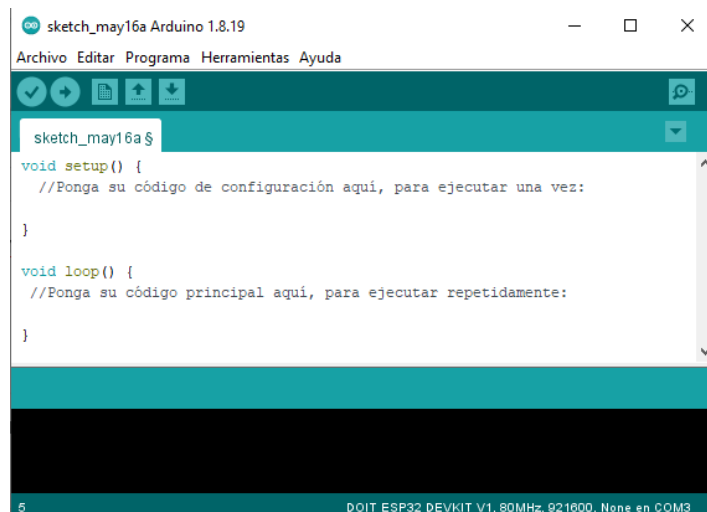 sketch_may16a Arduino 1.8.19
Archivo Editar Programa Herramientas Ayuda
sketch_may16a §
void setup() {
//Ponga su código de configuración aquí, para ejecutar una vez:
}
void loop() {
//Ponga su código principal aquí, para ejecutar repetidamente:
}
5 DOIT ESP32 DEVKIT V1, 80MHz, 921600, None en COM3